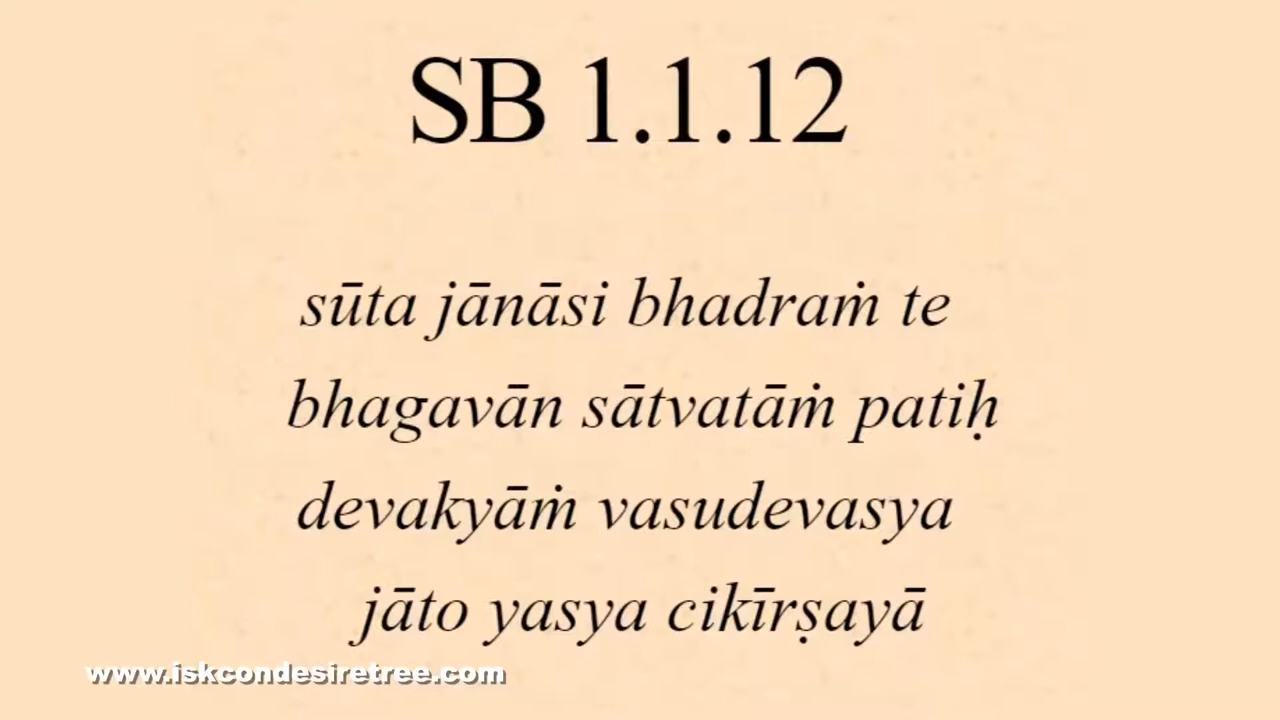 SB 1.1.12
sūta jānāsi bhadraṁ te
bhagavān sātvatāṁ patiḥ
devakyāṁ vasudevasya
jāto yasya cikīrṣayā
www.iskcondesiretree.com